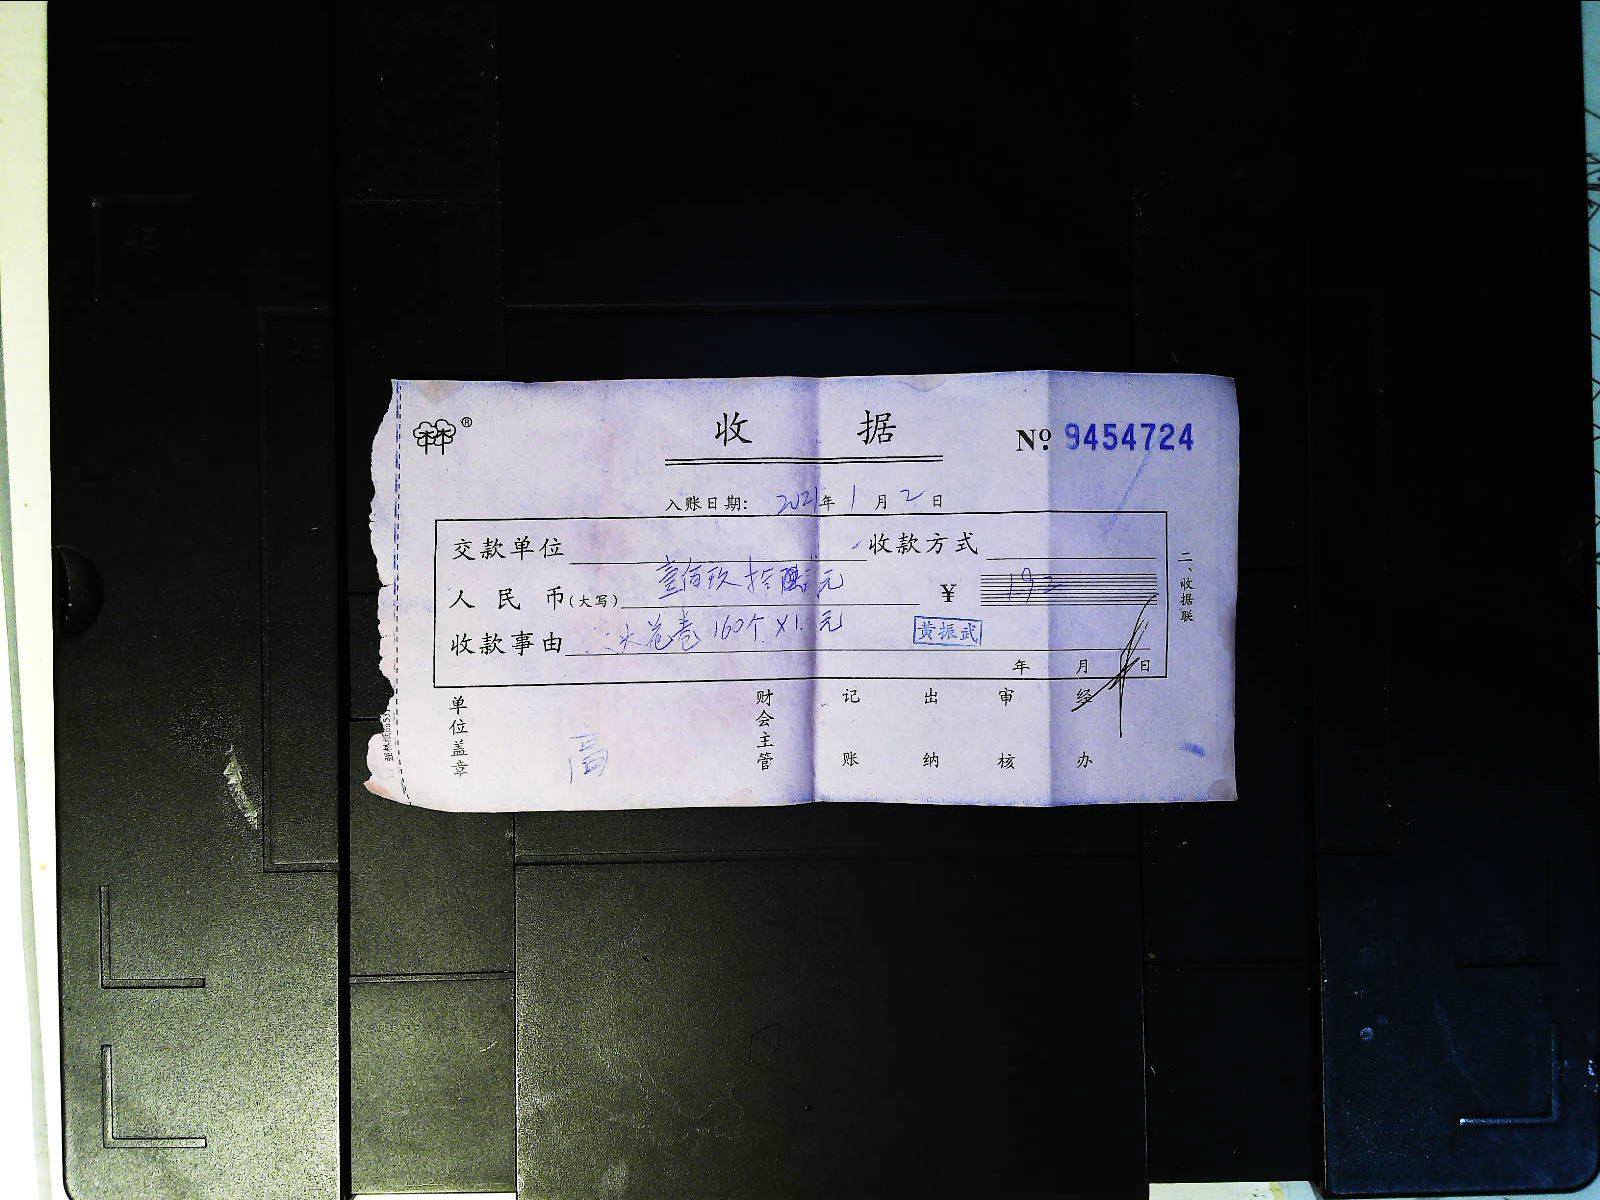 林®
收 据
№ 9454724
入账日期： 2021年 1 月 2 日
交款单位 收款方式
人民币(大写) 壹佰玖拾 元 ¥ 192
收款事由 花卷 160个 X1. 元 黄振武
年 月 日
二、收据联
单位盖章 高 财会主管 记账 出纳 审核 经办